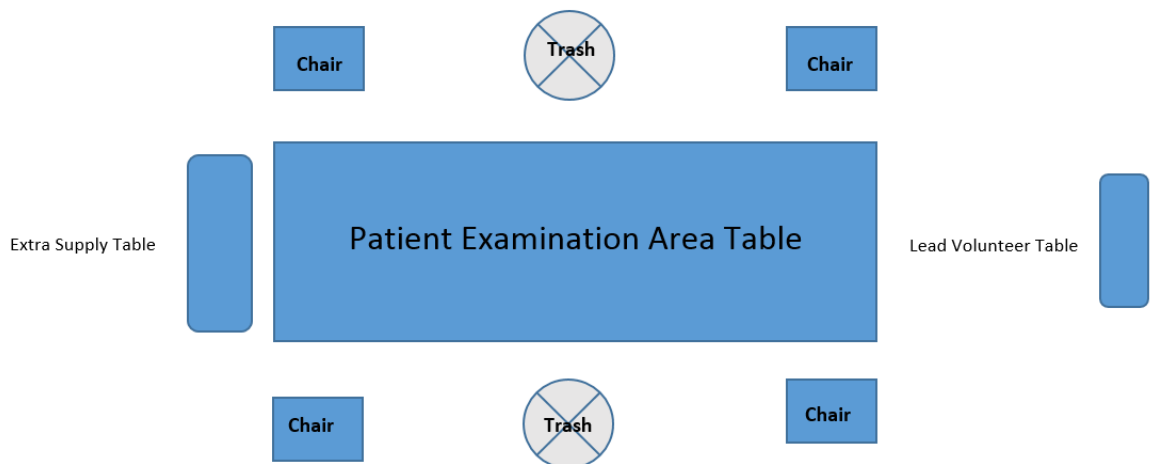 Chair
Trash
Chair
Extra Supply Table
Patient Examination Area Table
Lead Volunteer Table
Chair
Trash
Chair